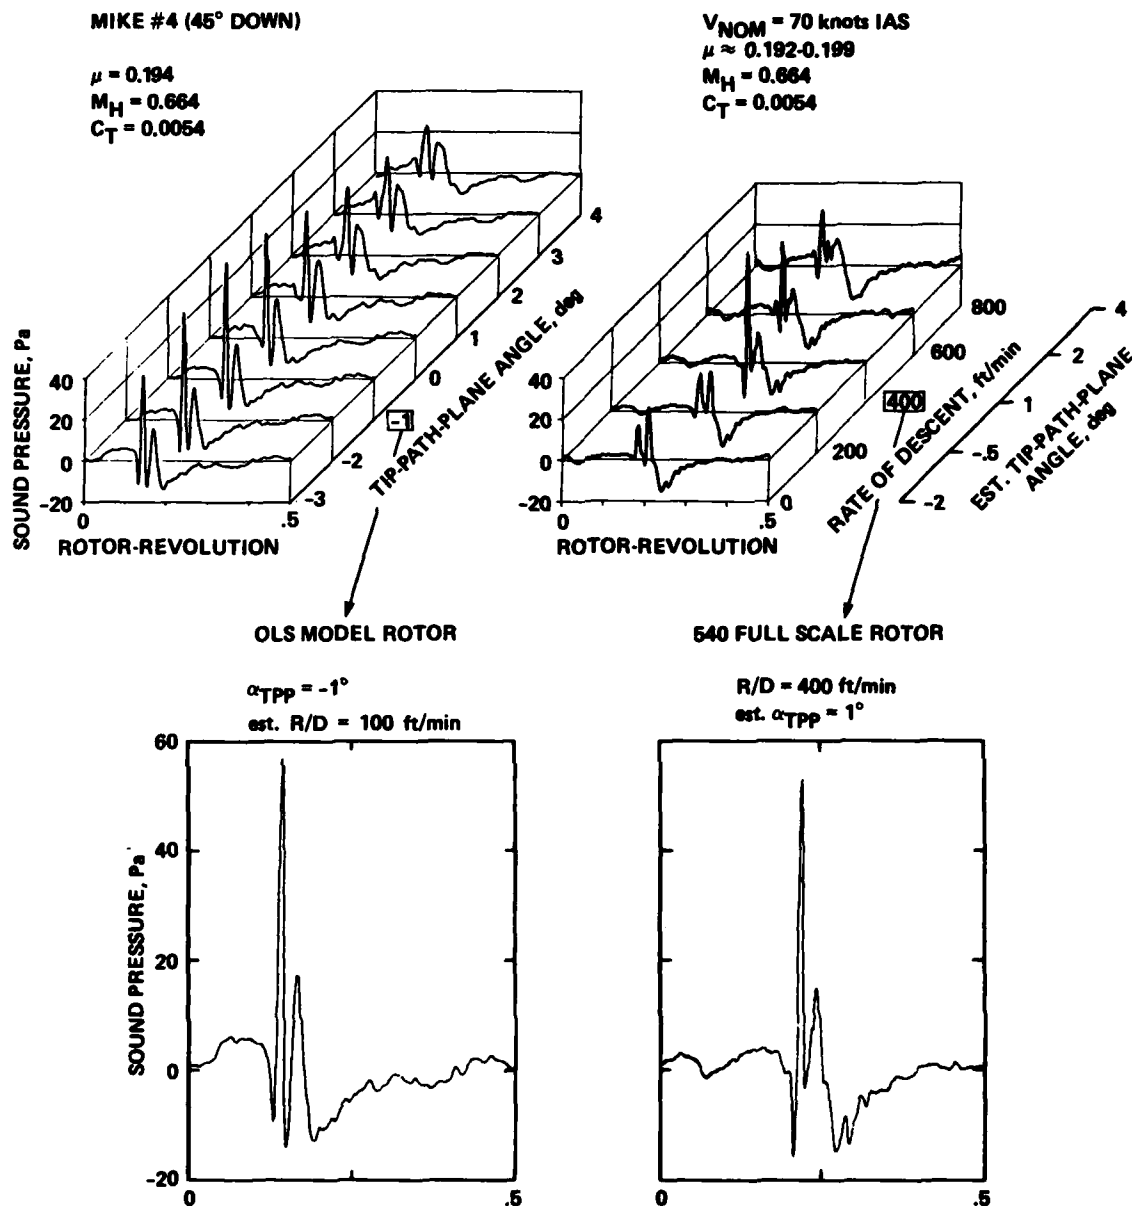 MIKE #4 (45° DOWN)
μ = 0.194
M_H = 0.664
C_T = 0.0054
V_NOM = 70 knots IAS
μ ≈ 0.192-0.199
M_H = 0.664
C_T = 0.0054
SOUND PRESSURE, Pa
40
20
0
-20
0
.5
ROTOR-REVOLUTION
-3
-2
-1
0
1
2
3
4
TIP-PATH-PLANE ANGLE, deg
40
20
0
-20
0
.5
ROTOR-REVOLUTION
0
200
400
600
800
RATE OF DESCENT, ft/min
-2
-.5
1
2
4
EST. TIP-PATH-PLANE
ANGLE, deg
OLS MODEL ROTOR
α_TPP = -1°
est. R/D = 100 ft/min
540 FULL SCALE ROTOR
R/D = 400 ft/min
est. α_TPP ≈ 1°
SOUND PRESSURE, Pa
60
40
20
0
-20
0
.5
0
.5